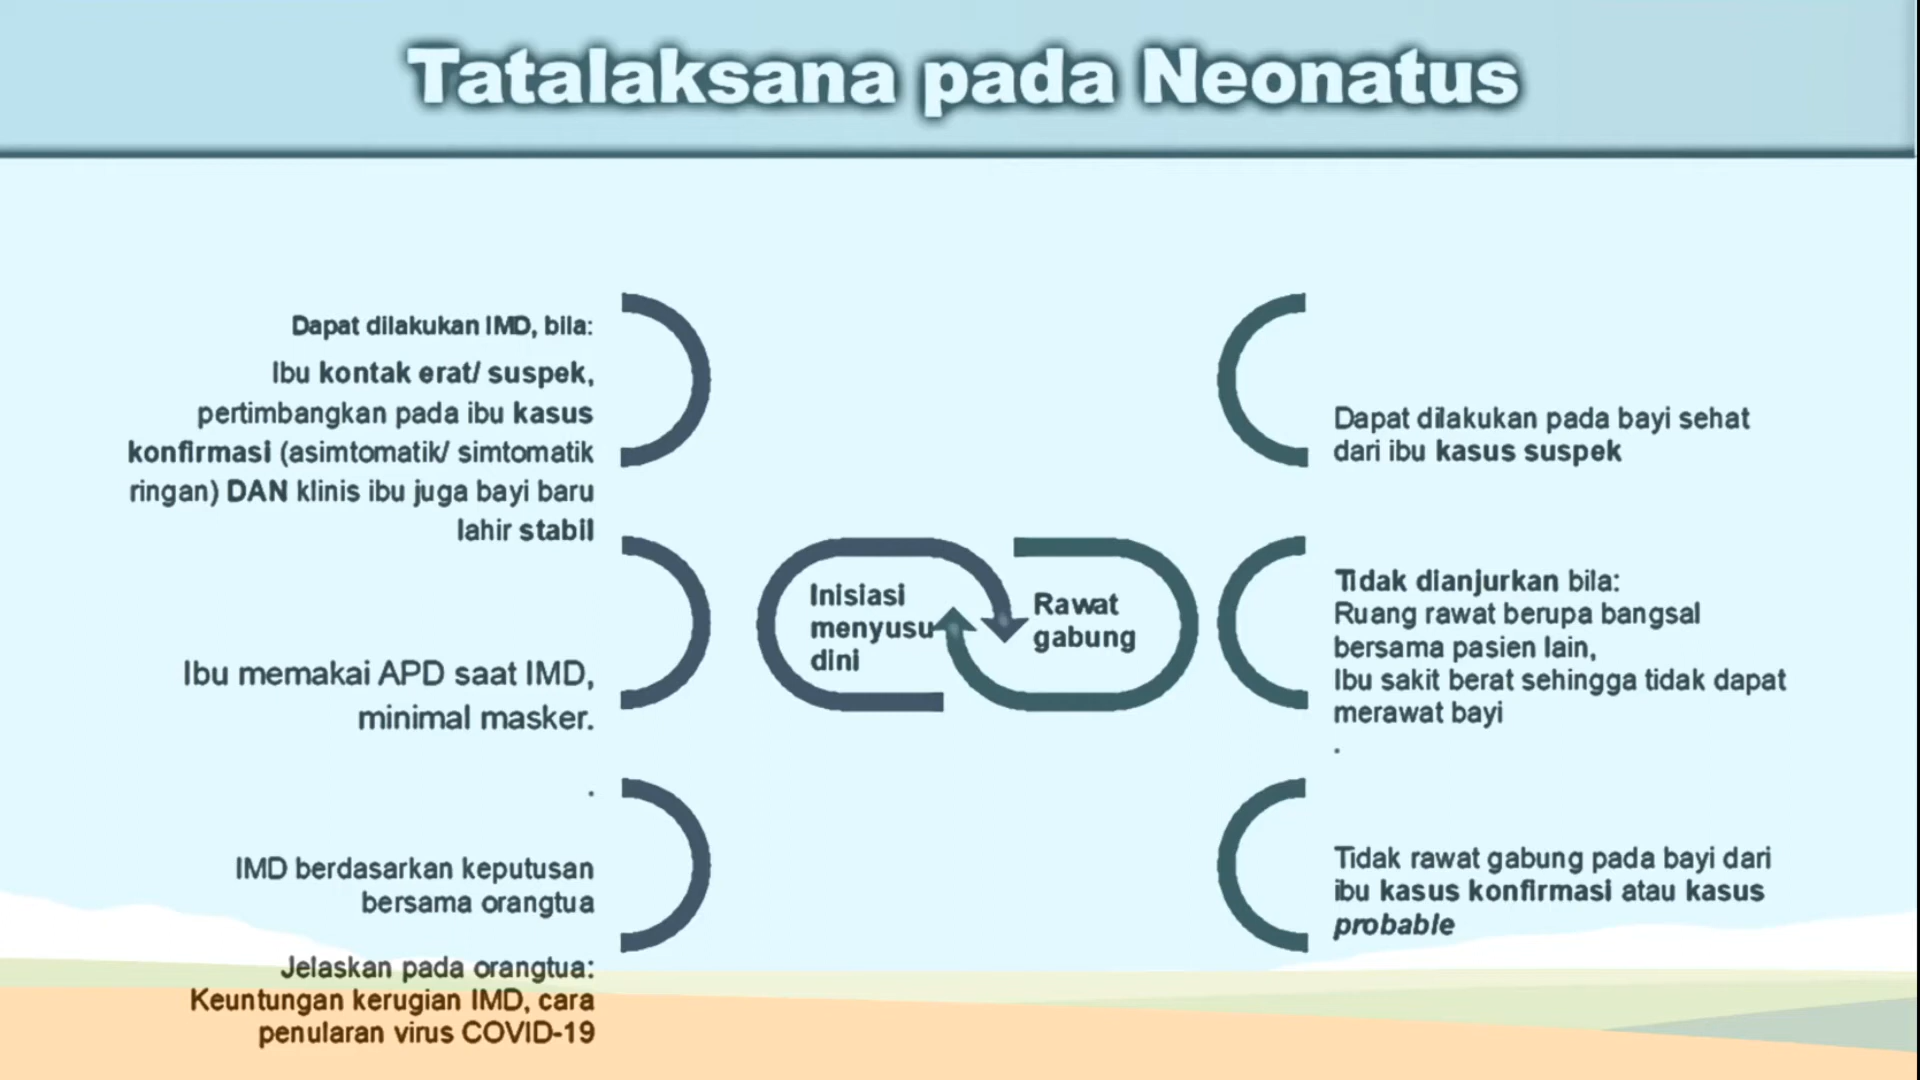 Tatalaksana pada Neonatus
Dapat dilakukan IMD, bila:
Ibu kontak erat/ suspek,
pertimbangkan pada ibu kasus
konfirmasi (asimtomatik/ simtomatik
ringan) DAN klinis ibu juga bayi baru
lahir stabil
Ibu memakai APD saat IMD,
minimal masker.
.
IMD berdasarkan keputusan
bersama orangtua
Jelaskan pada orangtua:
Keuntungan kerugian IMD, cara
penularan virus COVID-19
Inisiasi
menyusu
dini
Rawat
gabung
Dapat dilakukan pada bayi sehat
dari ibu kasus suspek
Tidak dianjurkan bila:
Ruang rawat berupa bangsal
bersama pasien lain,
Ibu sakit berat sehingga tidak dapat
merawat bayi
.
Tidak rawat gabung pada bayi dari
ibu kasus konfirmasi atau kasus
probable